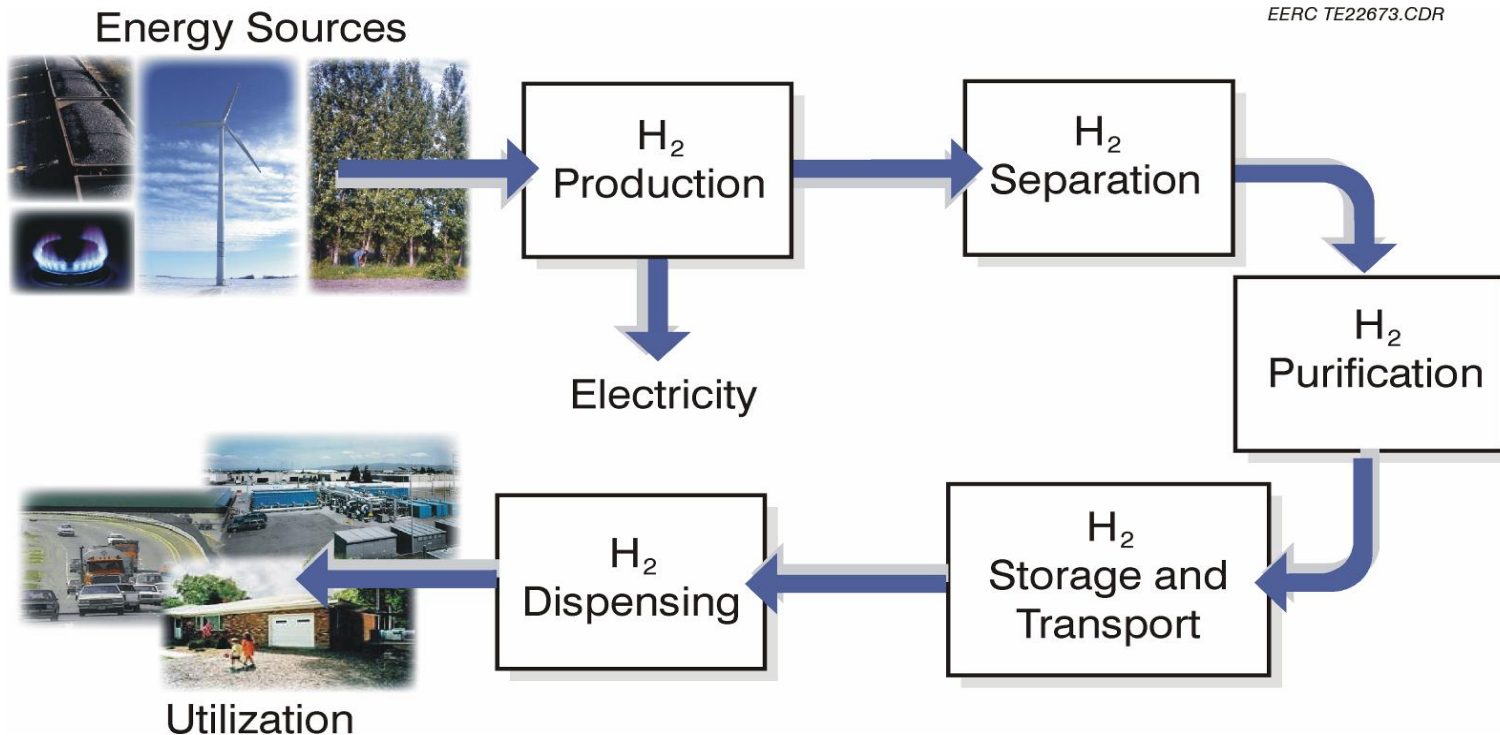 EERC TE22673.CDR
Energy Sources
H₂
Production
H₂
Separation
H₂
Purification
Electricity
H₂
Storage and
Transport
H₂
Dispensing
Utilization